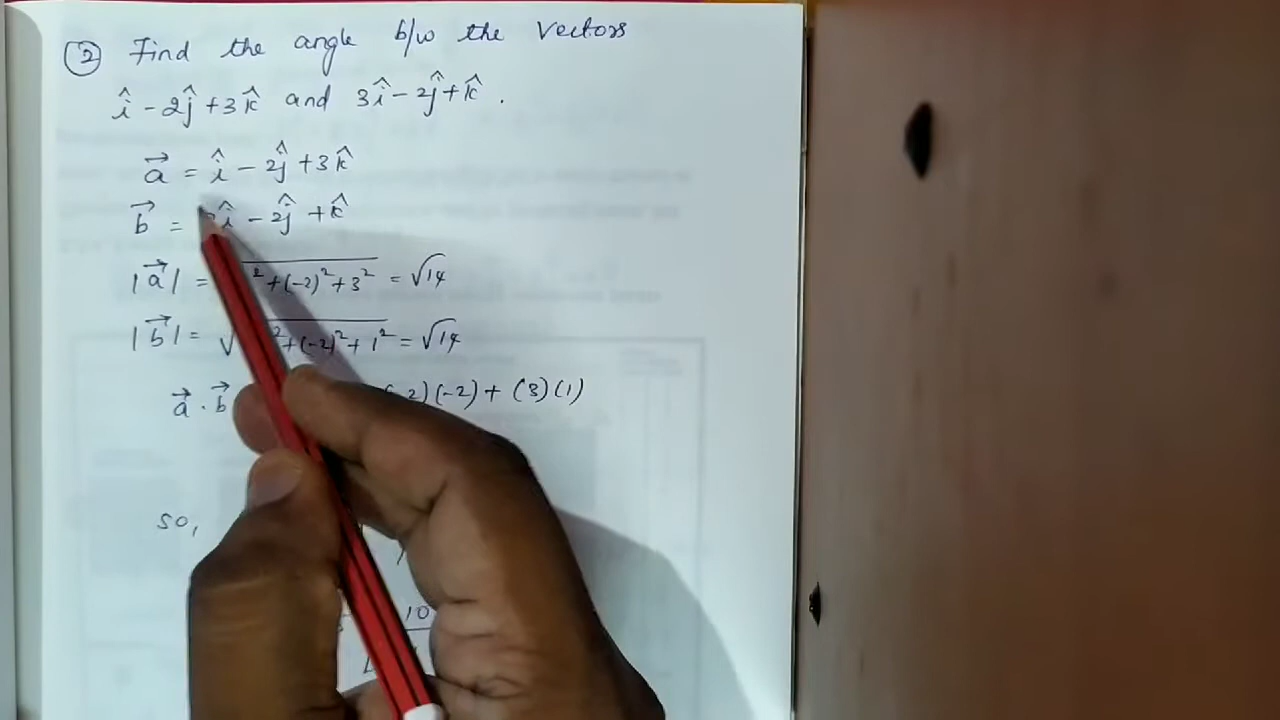 ② Find the angle b/w the vectors
î - 2ĵ + 3k̂ and 3î - 2ĵ + k̂ .
a⃗ = î - 2ĵ + 3k̂
b⃗ = 3î - 2ĵ + k̂
|a⃗| = ² + (-2)² + 3² = √14
|b⃗| = √ ² + (-2)² + 1² = √14
a⃗ . b⃗ 2)(-2) + (3)(1)
so,
10